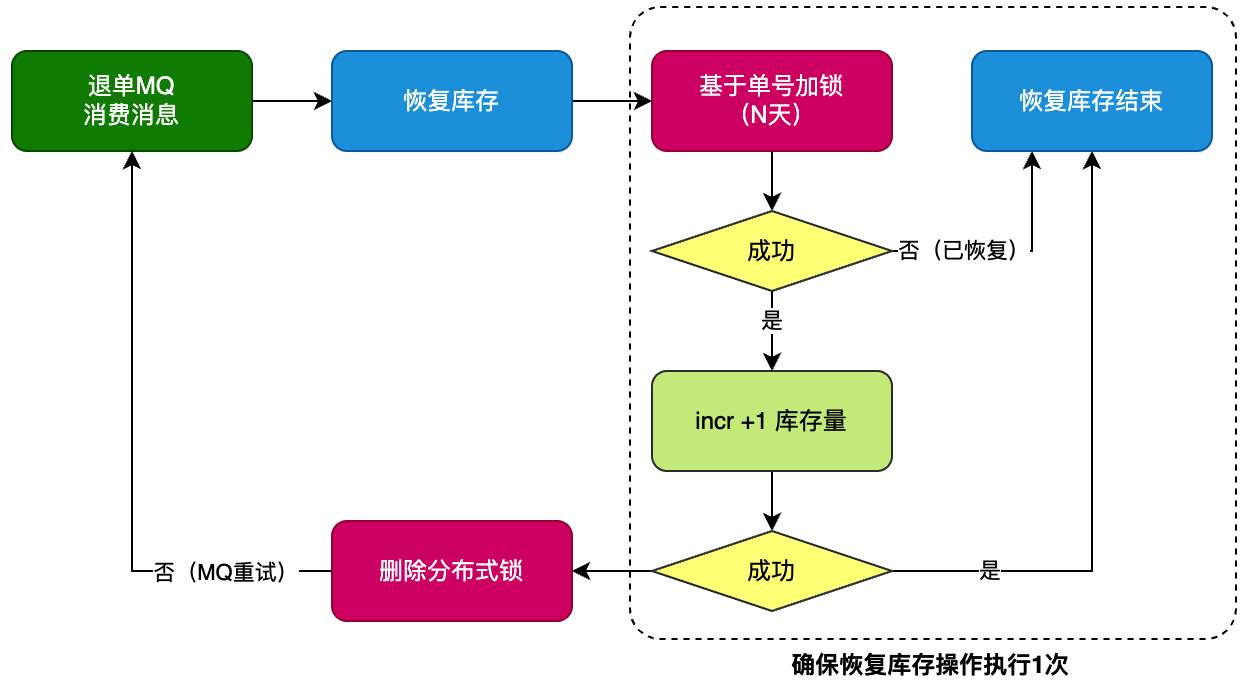 退单MQ
消费消息
恢复库存
基于单号加锁
（N天）
恢复库存结束
成功
否（已恢复）
是
incr +1 库存量
否（MQ重试）
删除分布式锁
成功
是
确保恢复库存操作执行1次